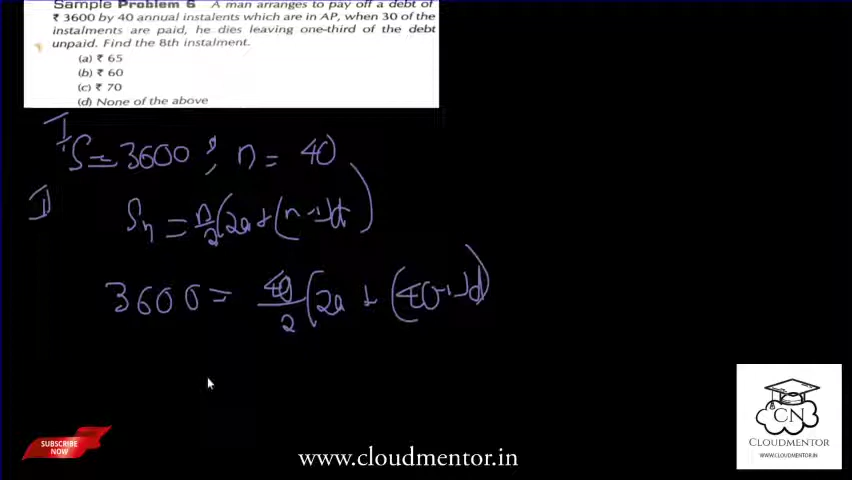 Sample Problem 6 A man arranges to pay off a debt of
₹ 3600 by 40 annual instalents which are in AP, when 30 of the
instalments are paid, he dies leaving one-third of the debt
unpaid. Find the 8th instalment.
(a) ₹ 65
(b) ₹ 60
(c) ₹ 70
(d) None of the above
I S = 3600 ; n = 40
II Sn = n/2 (2a + (n-1)d)
3600 = 40/2 (2a + (40-1)d)
CN
CLOUDMENTOR
WWW.CLOUDMENTOR.IN
SUBSCRIBE
NOW
www.cloudmentor.in